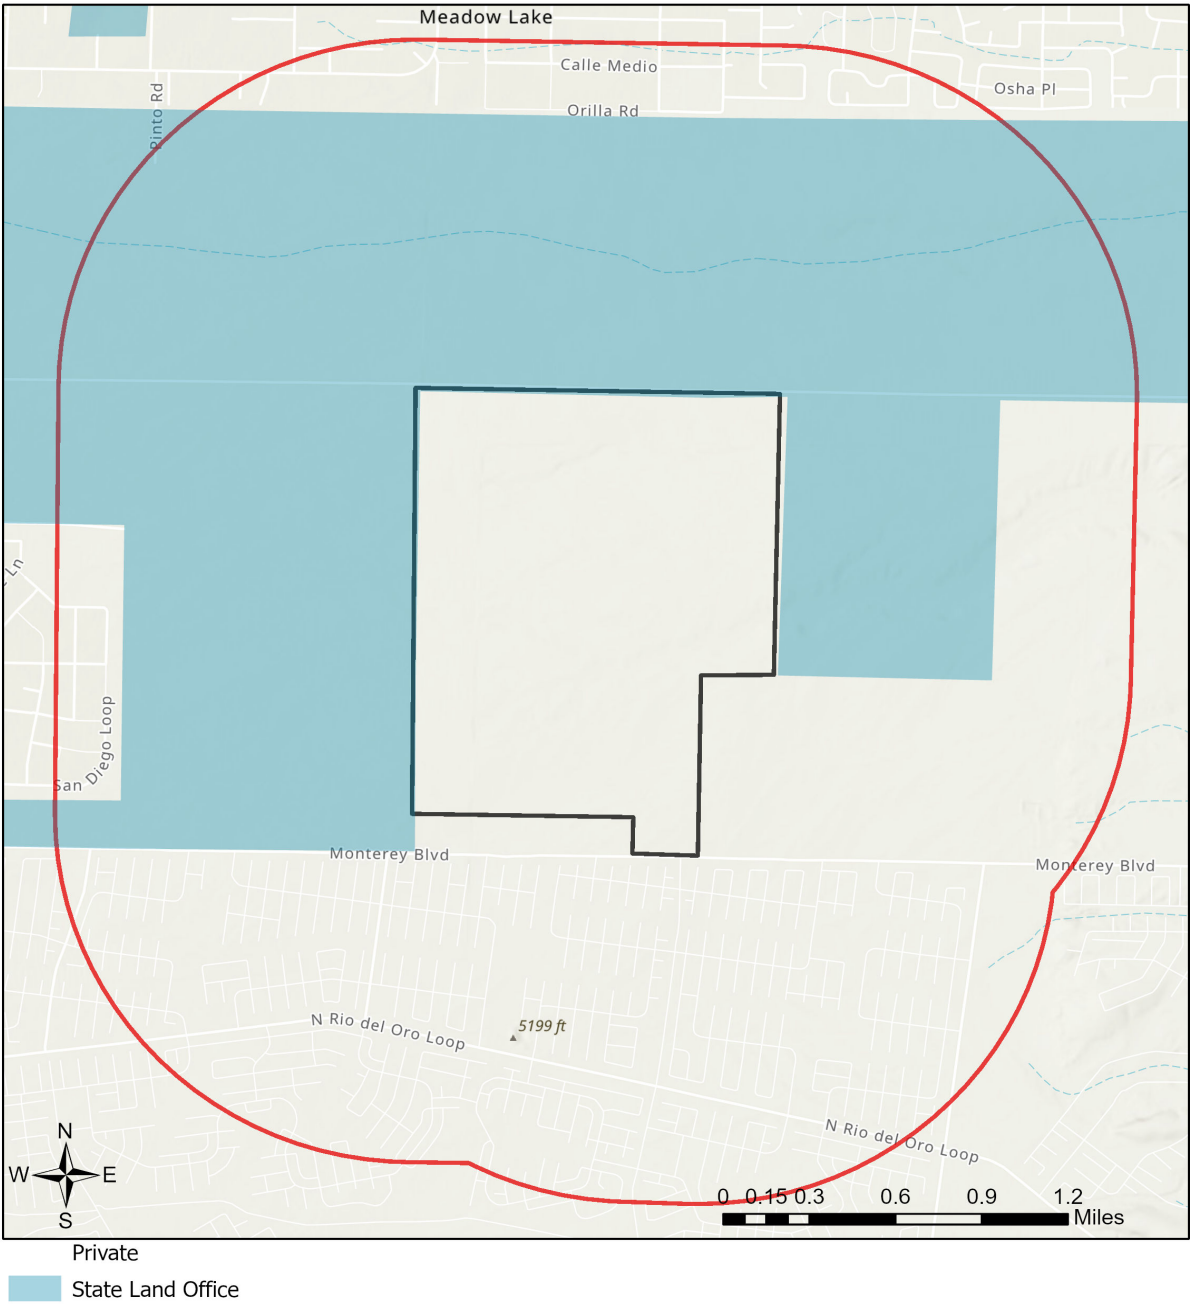 Meadow Lake
Calle Medio
Osha Pl
Orilla Rd
Pinto Rd
Ln
San Diego Loop
Monterey Blvd
Monterey Blvd
5199 ft
N Rio del Oro Loop
N Rio del Oro Loop
N
W E
S
0 0.15 0.3 0.6 0.9 1.2
Miles
Private
State Land Office